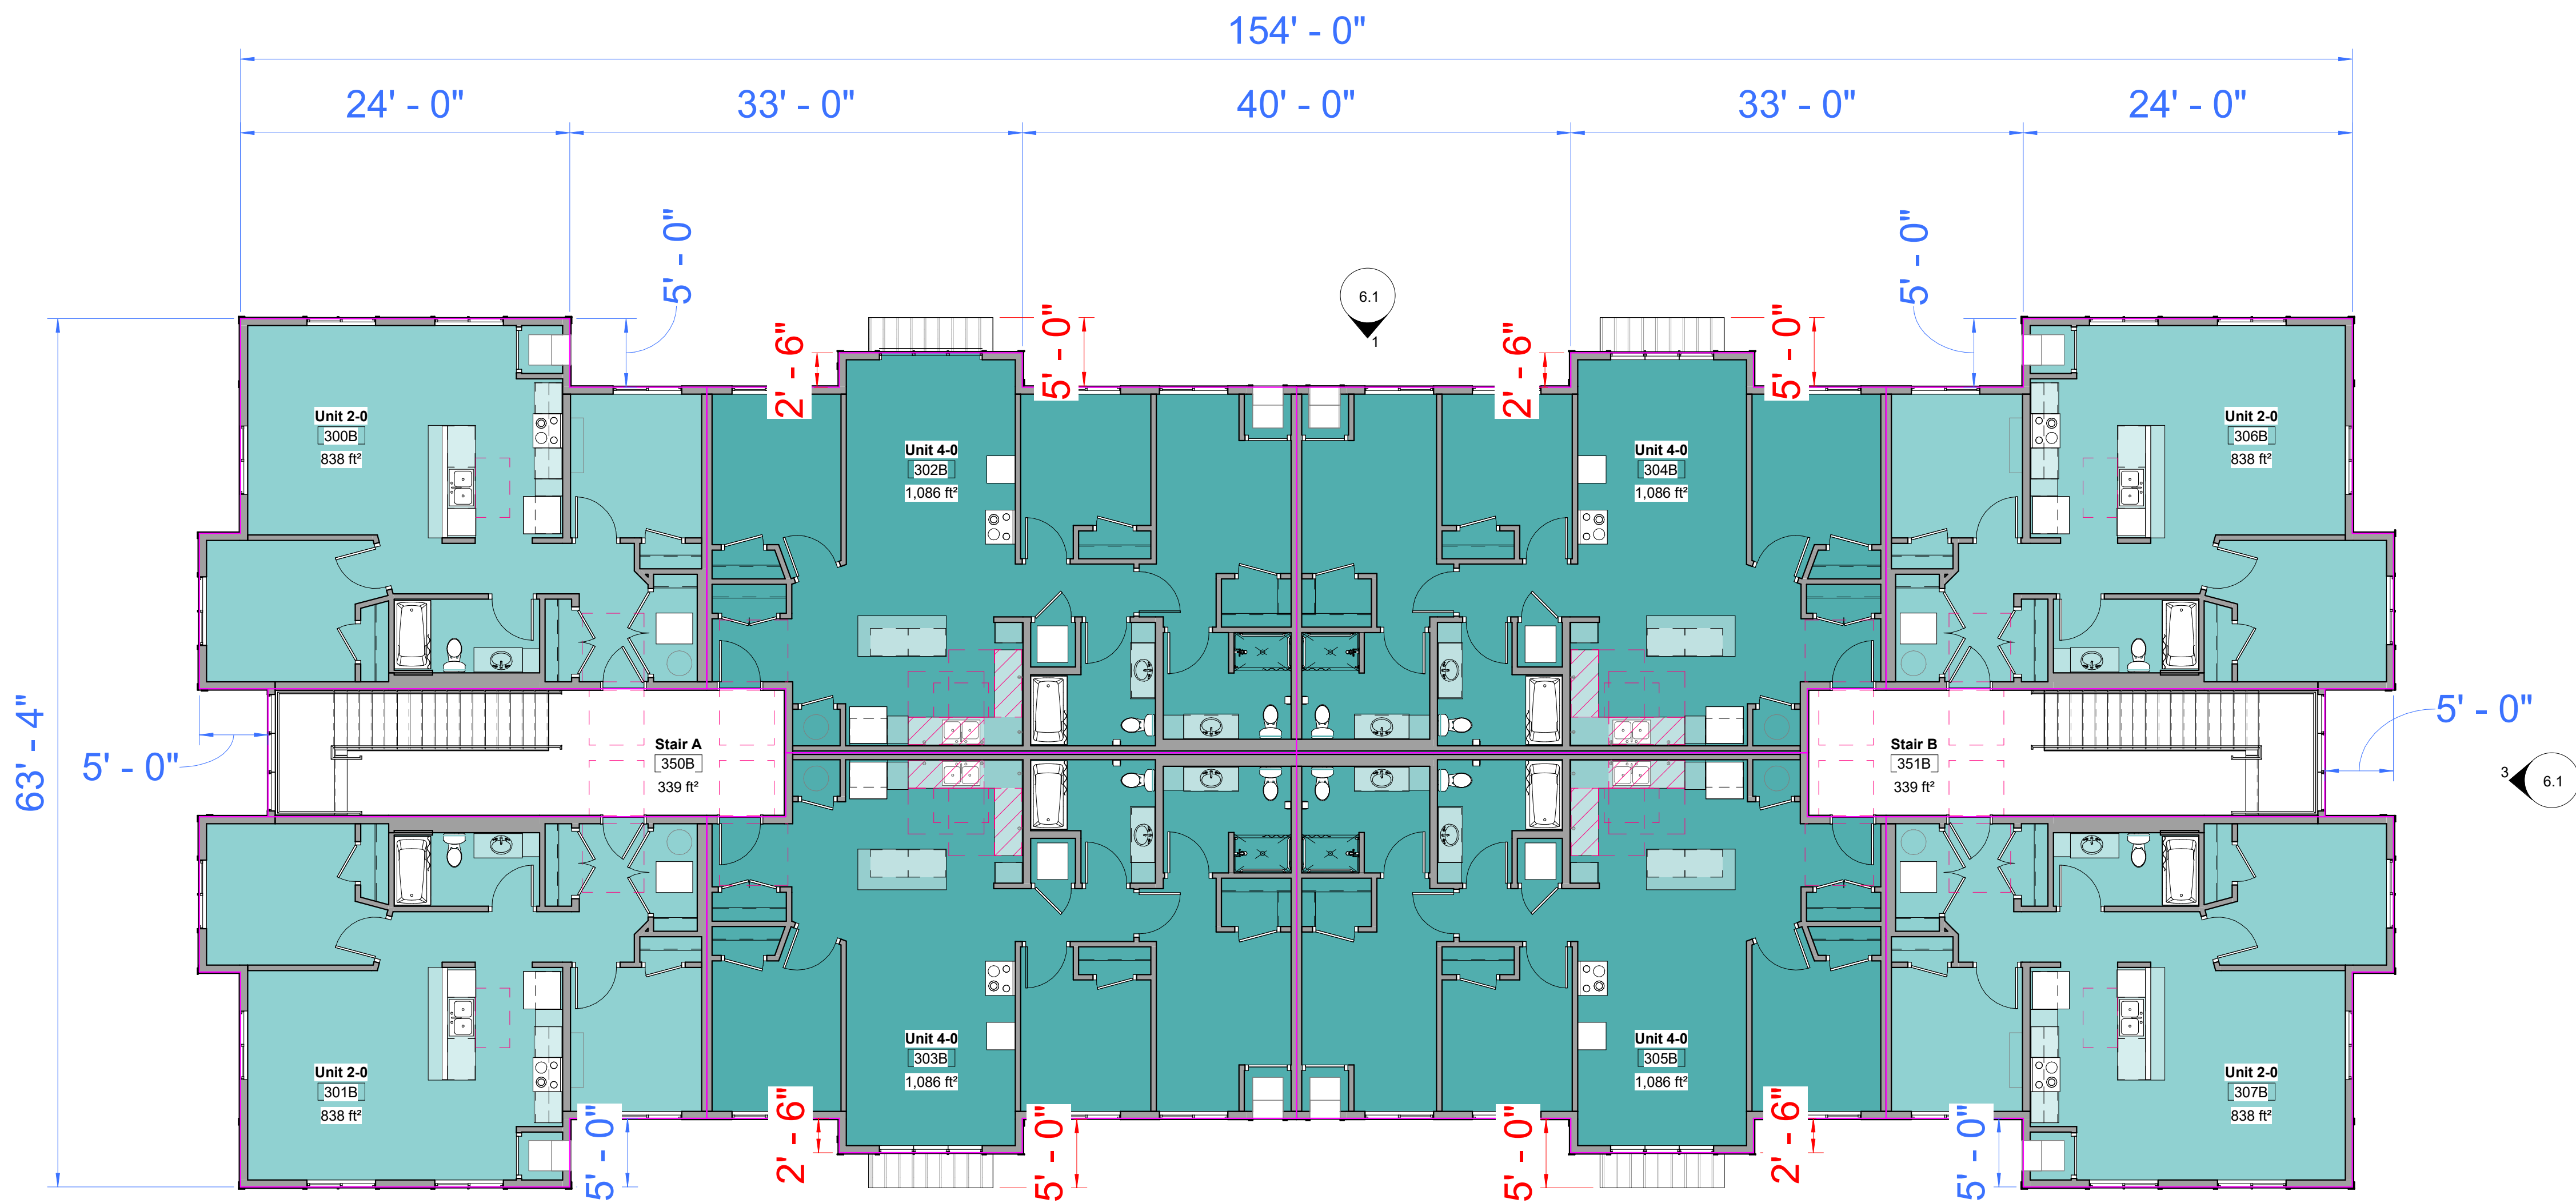 154' - 0"
24' - 0"
33' - 0"
40' - 0"
33' - 0"
24' - 0"
5' - 0"
5' - 0"
6.1
1
2' - 6"
5' - 0"
2' - 6"
5' - 0"
Unit 2-0
300B
838 ft²
Unit 4-0
302B
1,086 ft²
Unit 4-0
304B
1,086 ft²
Unit 2-0
306B
838 ft²
63' - 4"
5' - 0"
Stair A
350B
339 ft²
Stair B
351B
339 ft²
5' - 0"
3
6.1
Unit 2-0
301B
838 ft²
Unit 4-0
303B
1,086 ft²
Unit 4-0
305B
1,086 ft²
Unit 2-0
307B
838 ft²
5' - 0"
2' - 6"
5' - 0"
5' - 0"
2' - 6"
5' - 0"